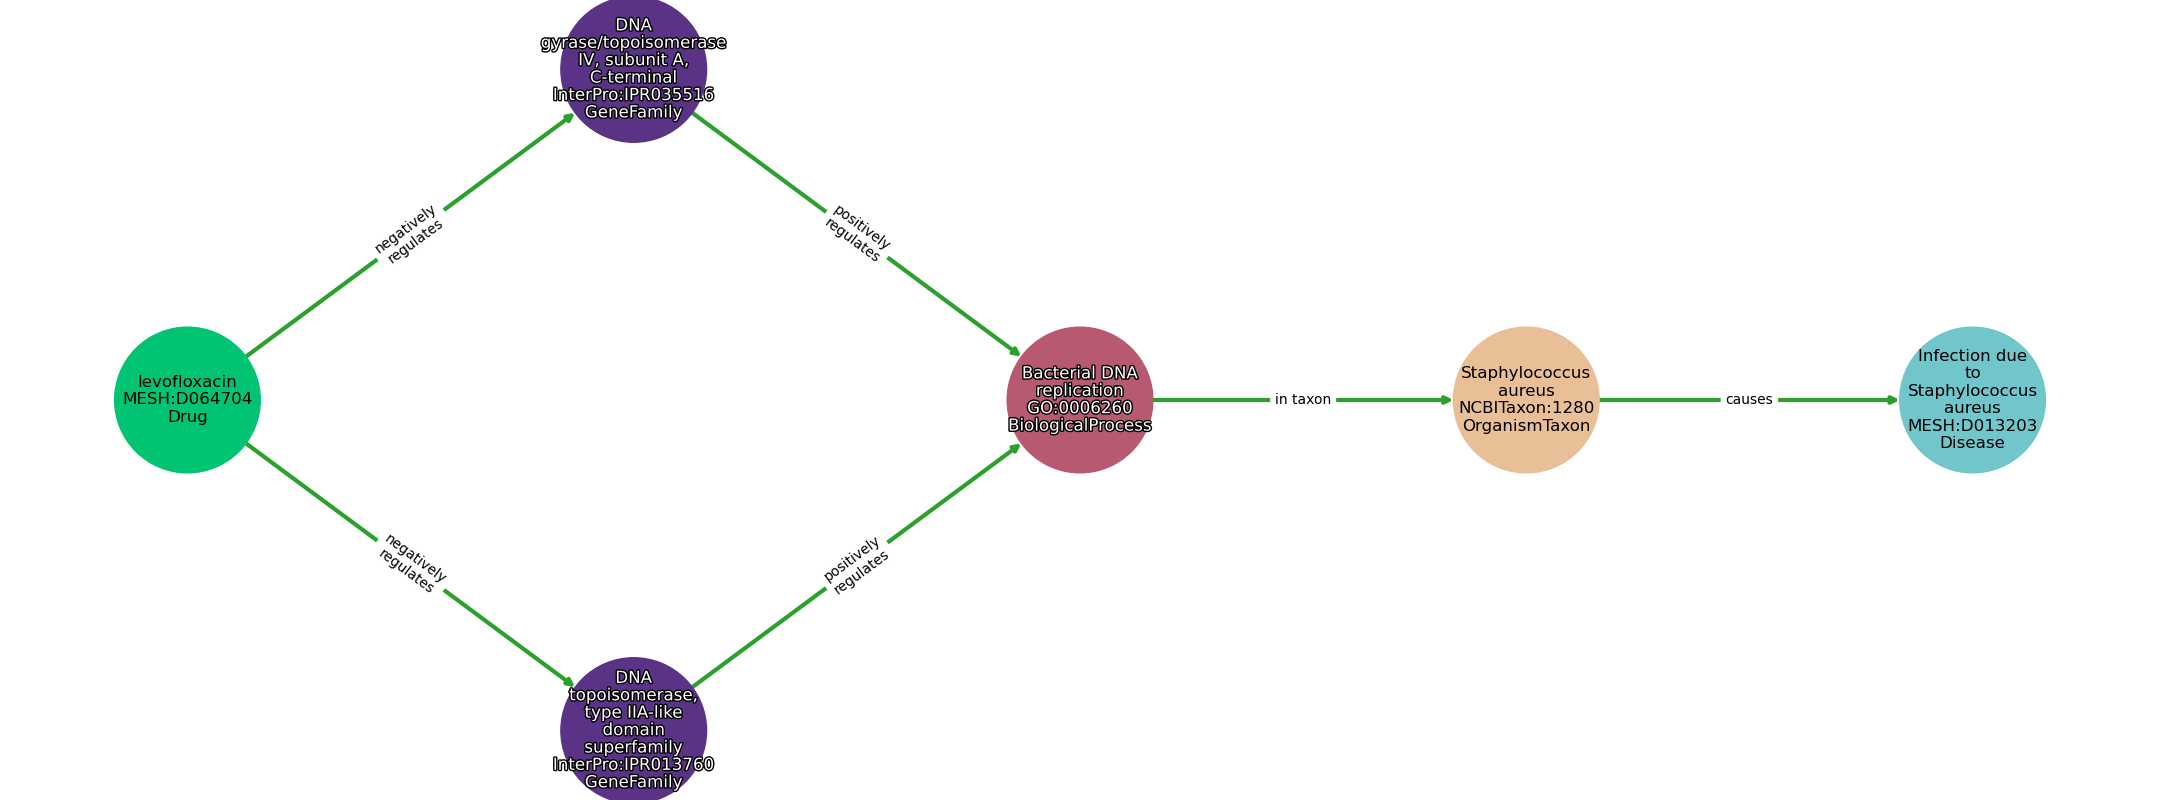 DNA
gyrase/topoisomerase
IV, subunit A,
C-terminal
InterPro:IPR035516
GeneFamily
negatively
regulates
positively
regulates
levofloxacin
MESH:D064704
Drug
Bacterial DNA
replication
GO:0006260
BiologicalProcess
in taxon
Staphylococcus
aureus
NCBITaxon:1280
OrganismTaxon
causes
Infection due
to
Staphylococcus
aureus
MESH:D013203
Disease
negatively
regulates
positively
regulates
DNA
topoisomerase,
type IIA-like
domain
superfamily
InterPro:IPR013760
GeneFamily